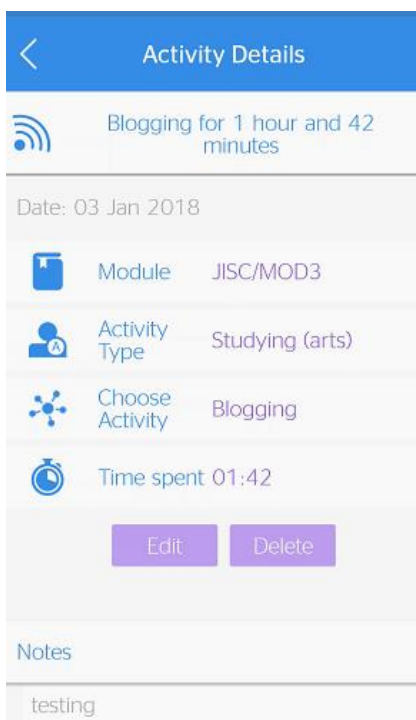 Activity Details
Blogging for 1 hour and 42
minutes
Date: 03 Jan 2018
Module JISC/MOD3
Activity
Type Studying (arts)
Choose
Activity Blogging
Time spent 01:42
Edit Delete
Notes
testing